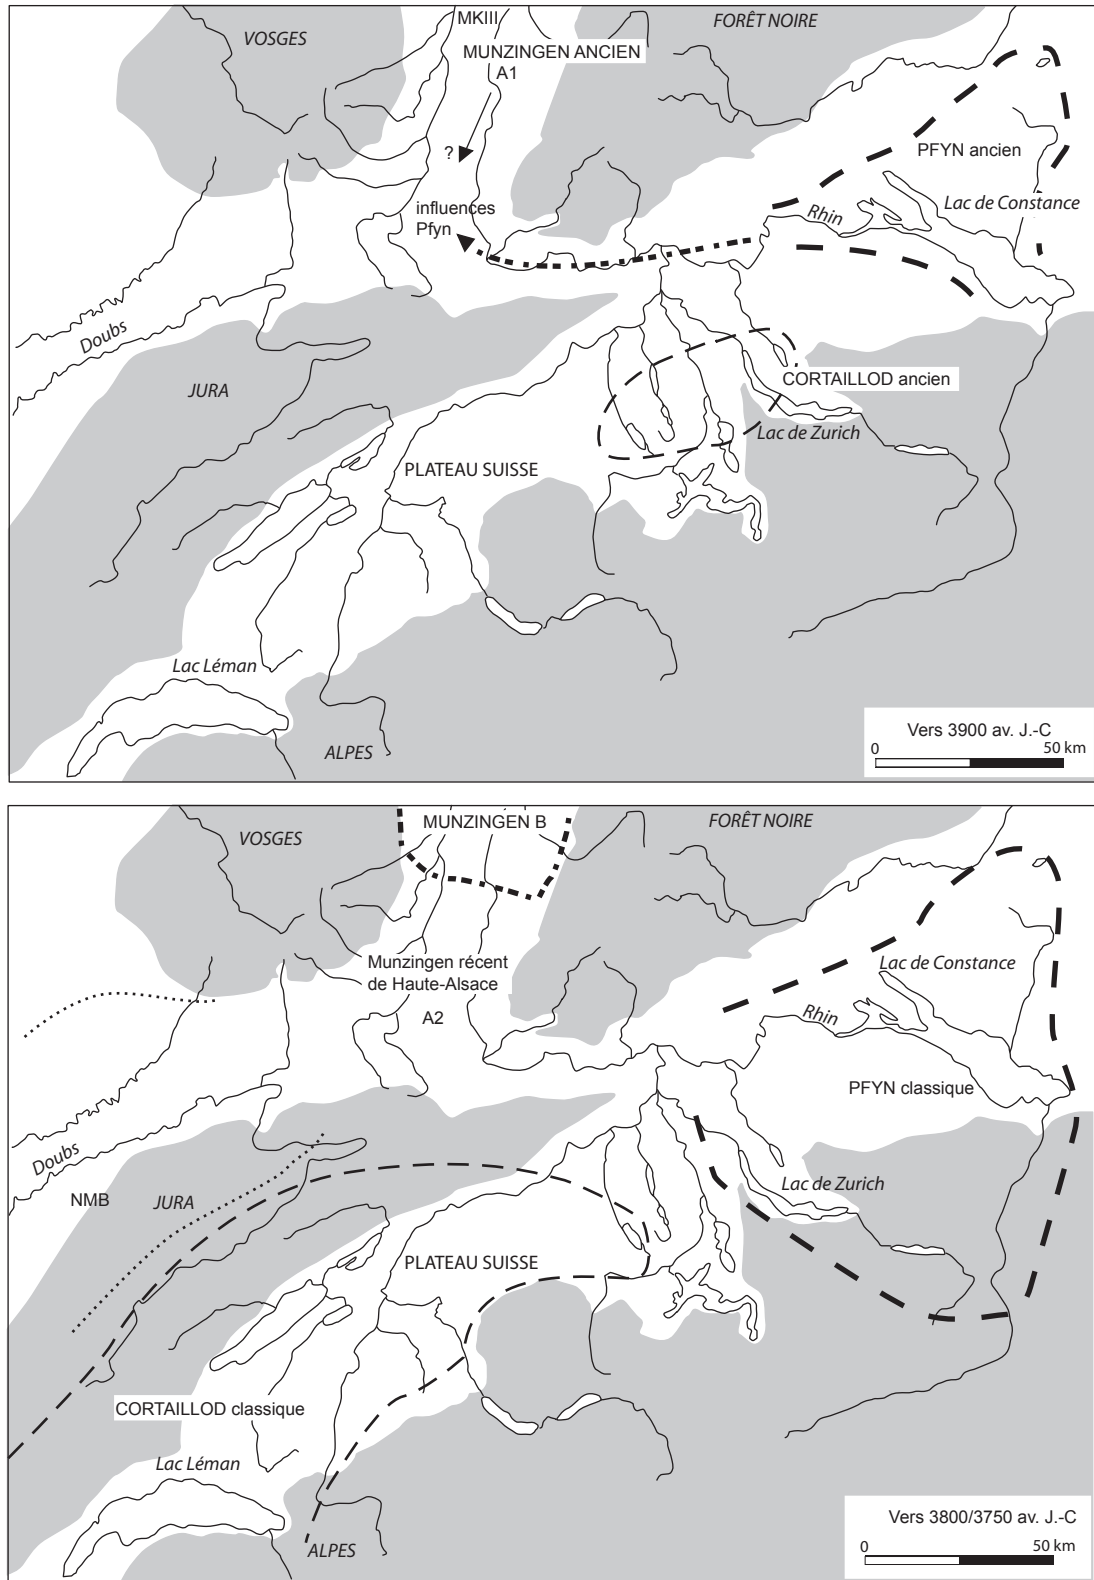 MKIII
VOSGES
FORÊT NOIRE
MUNZINGEN ANCIEN
A1
?
PFYN ancien
influences
Pfyn
Rhin
Lac de Constance
Doubs
JURA
CORTAILLOD ancien
Lac de Zurich
PLATEAU SUISSE
Lac Léman
ALPES
Vers 3900 av. J.-C
0 50 km
VOSGES
MUNZINGEN B
FORÊT NOIRE
Munzingen récent
de Haute-Alsace
A2
Lac de Constance
Rhin
PFYN classique
Doubs
NMB
JURA
Lac de Zurich
PLATEAU SUISSE
CORTAILLOD classique
Lac Léman
ALPES
Vers 3800/3750 av. J.-C
0 50 km